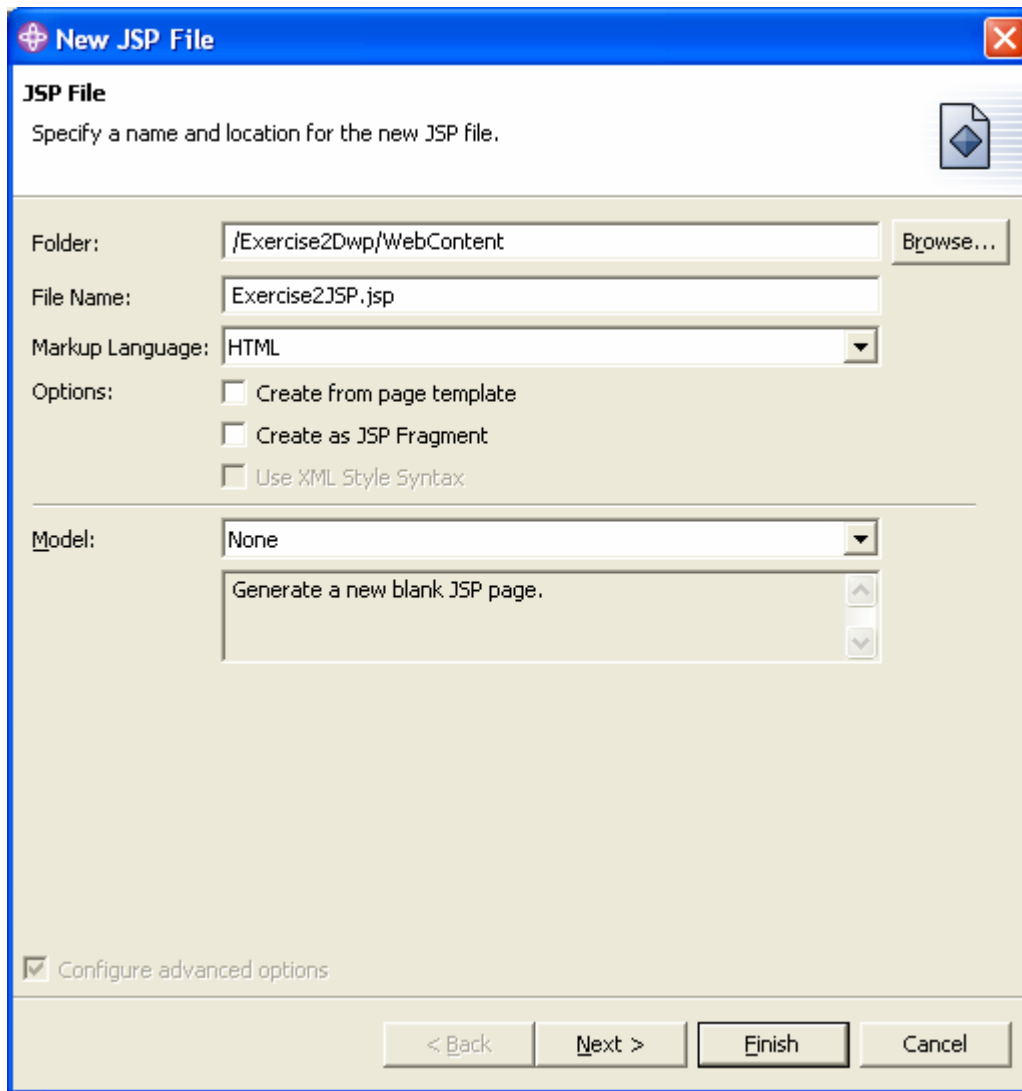 New JSP File
JSP File
Specify a name and location for the new JSP file.
Folder: /Exercise2Dwp/WebContent Browse...
File Name: Exercise2JSP.jsp
Markup Language: HTML
Options: Create from page template
Create as JSP Fragment
Use XML Style Syntax
Model: None
Generate a new blank JSP page.
Configure advanced options
< Back Next > Finish Cancel